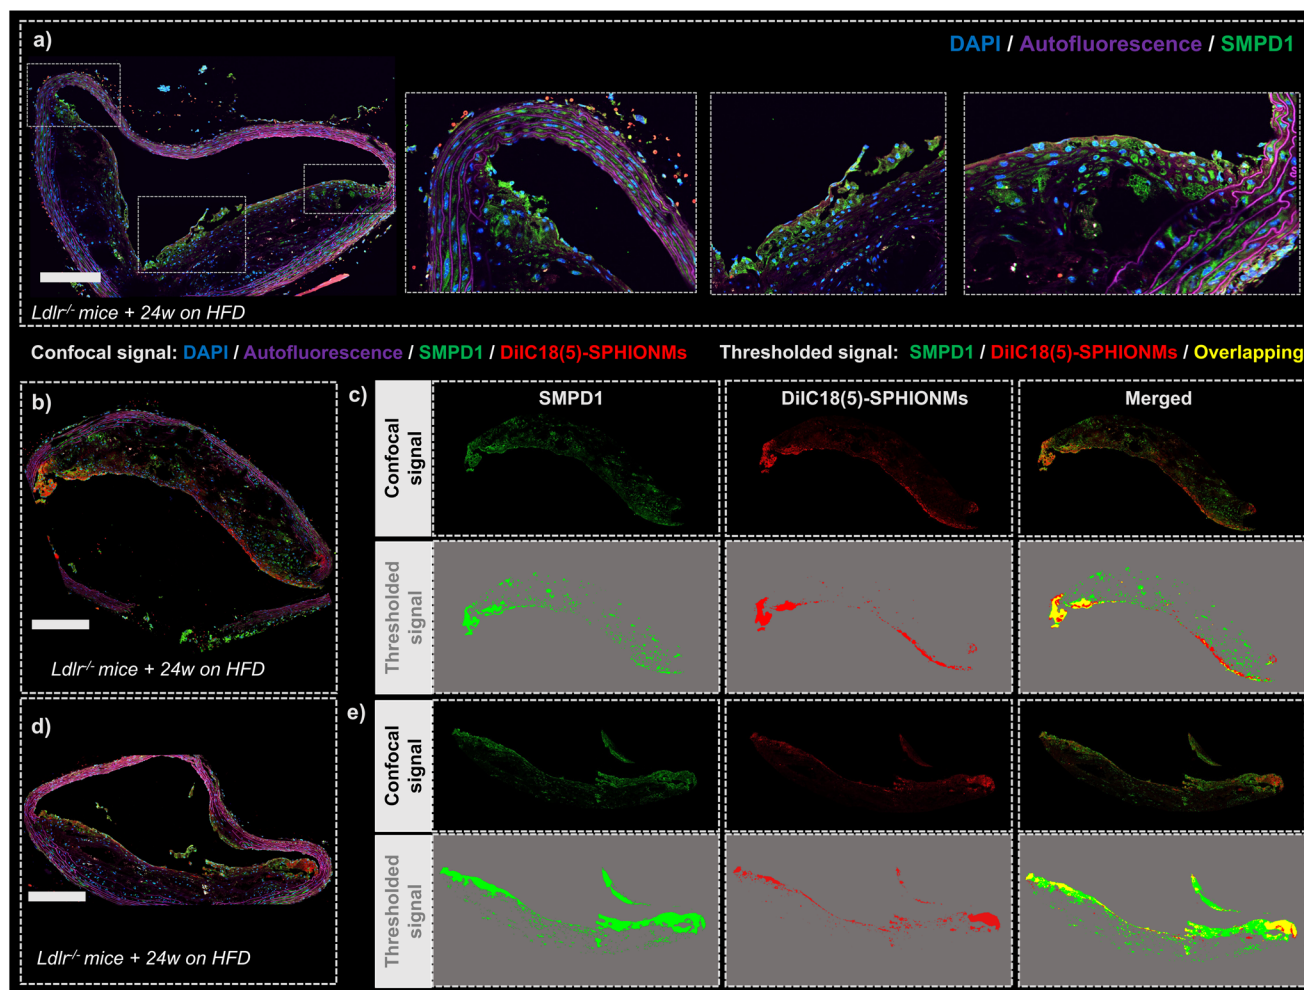 a)
DAPI / Autofluorescence / SMPD1
Ldlr-/- mice + 24w on HFD
Confocal signal: DAPI / Autofluorescence / SMPD1 / DiIC18(5)-SPHIONMs
Thresholded signal: SMPD1 / DiIC18(5)-SPHIONMs / Overlapping
b)
Ldlr-/- mice + 24w on HFD
c)
SMPD1
DiIC18(5)-SPHIONMs
Merged
Confocal
signal
Thresholded
signal
d)
Ldlr-/- mice + 24w on HFD
e)
Confocal
signal
Thresholded
signal